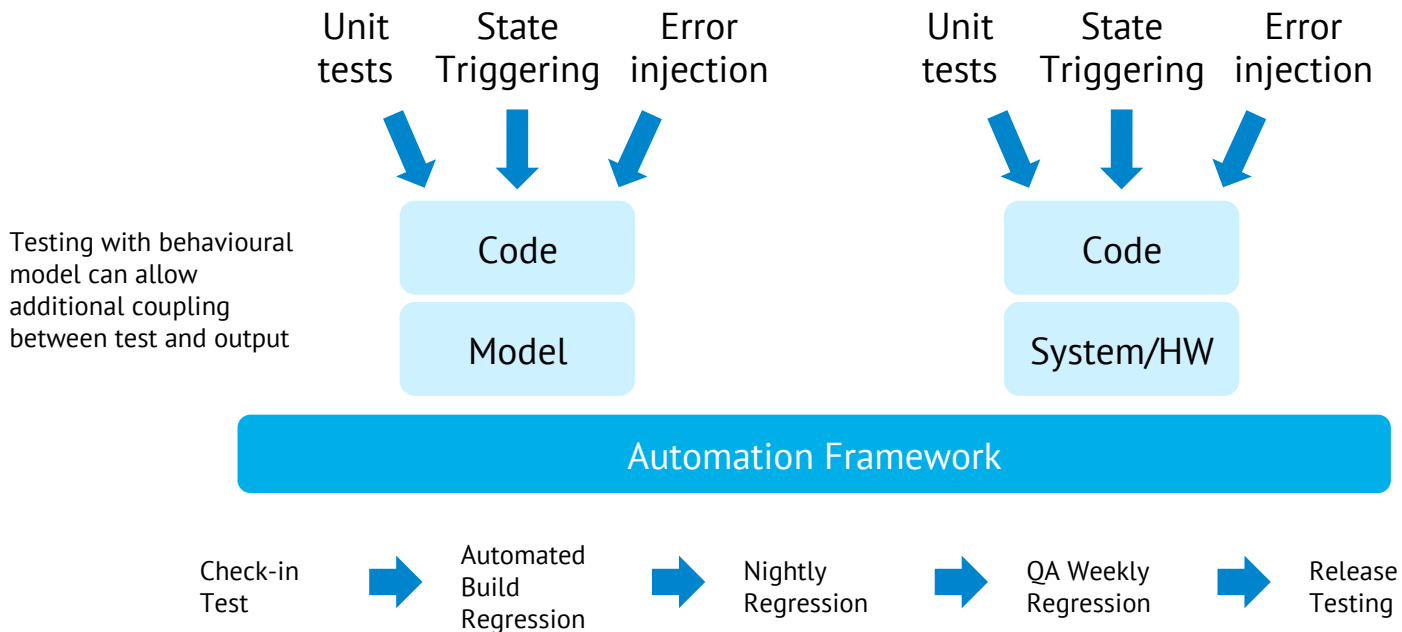 Unit
tests
State
Triggering
Error
injection
Unit
tests
State
Triggering
Error
injection
Testing with behavioural
model can allow
additional coupling
between test and output
Code
Model
Code
System/HW
Automation Framework
Check-in
Test
Automated
Build
Regression
Nightly
Regression
QA Weekly
Regression
Release
Testing